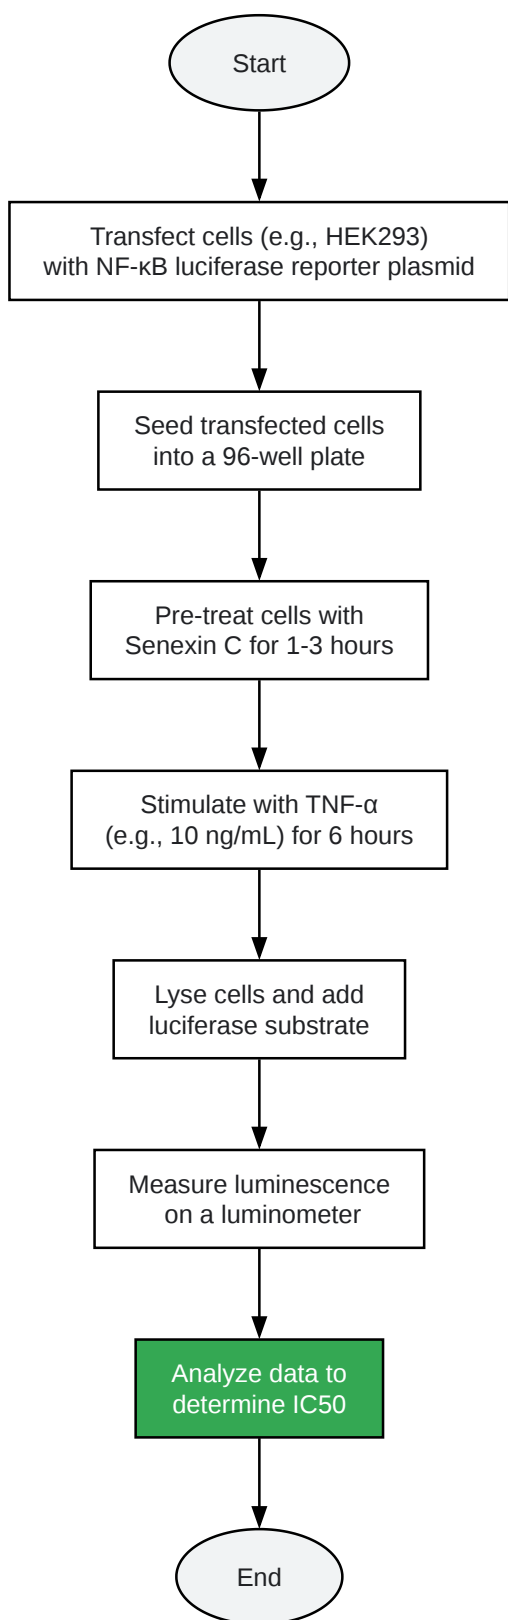 Start
Transfect cells (e.g., HEK293)
with NF-κB luciferase reporter plasmid
Seed transfected cells
into a 96-well plate
Pre-treat cells with
Senexin C for 1-3 hours
Stimulate with TNF-α
(e.g., 10 ng/mL) for 6 hours
Lyse cells and add
luciferase substrate
Measure luminescence
on a luminometer
Analyze data to
determine IC50
End